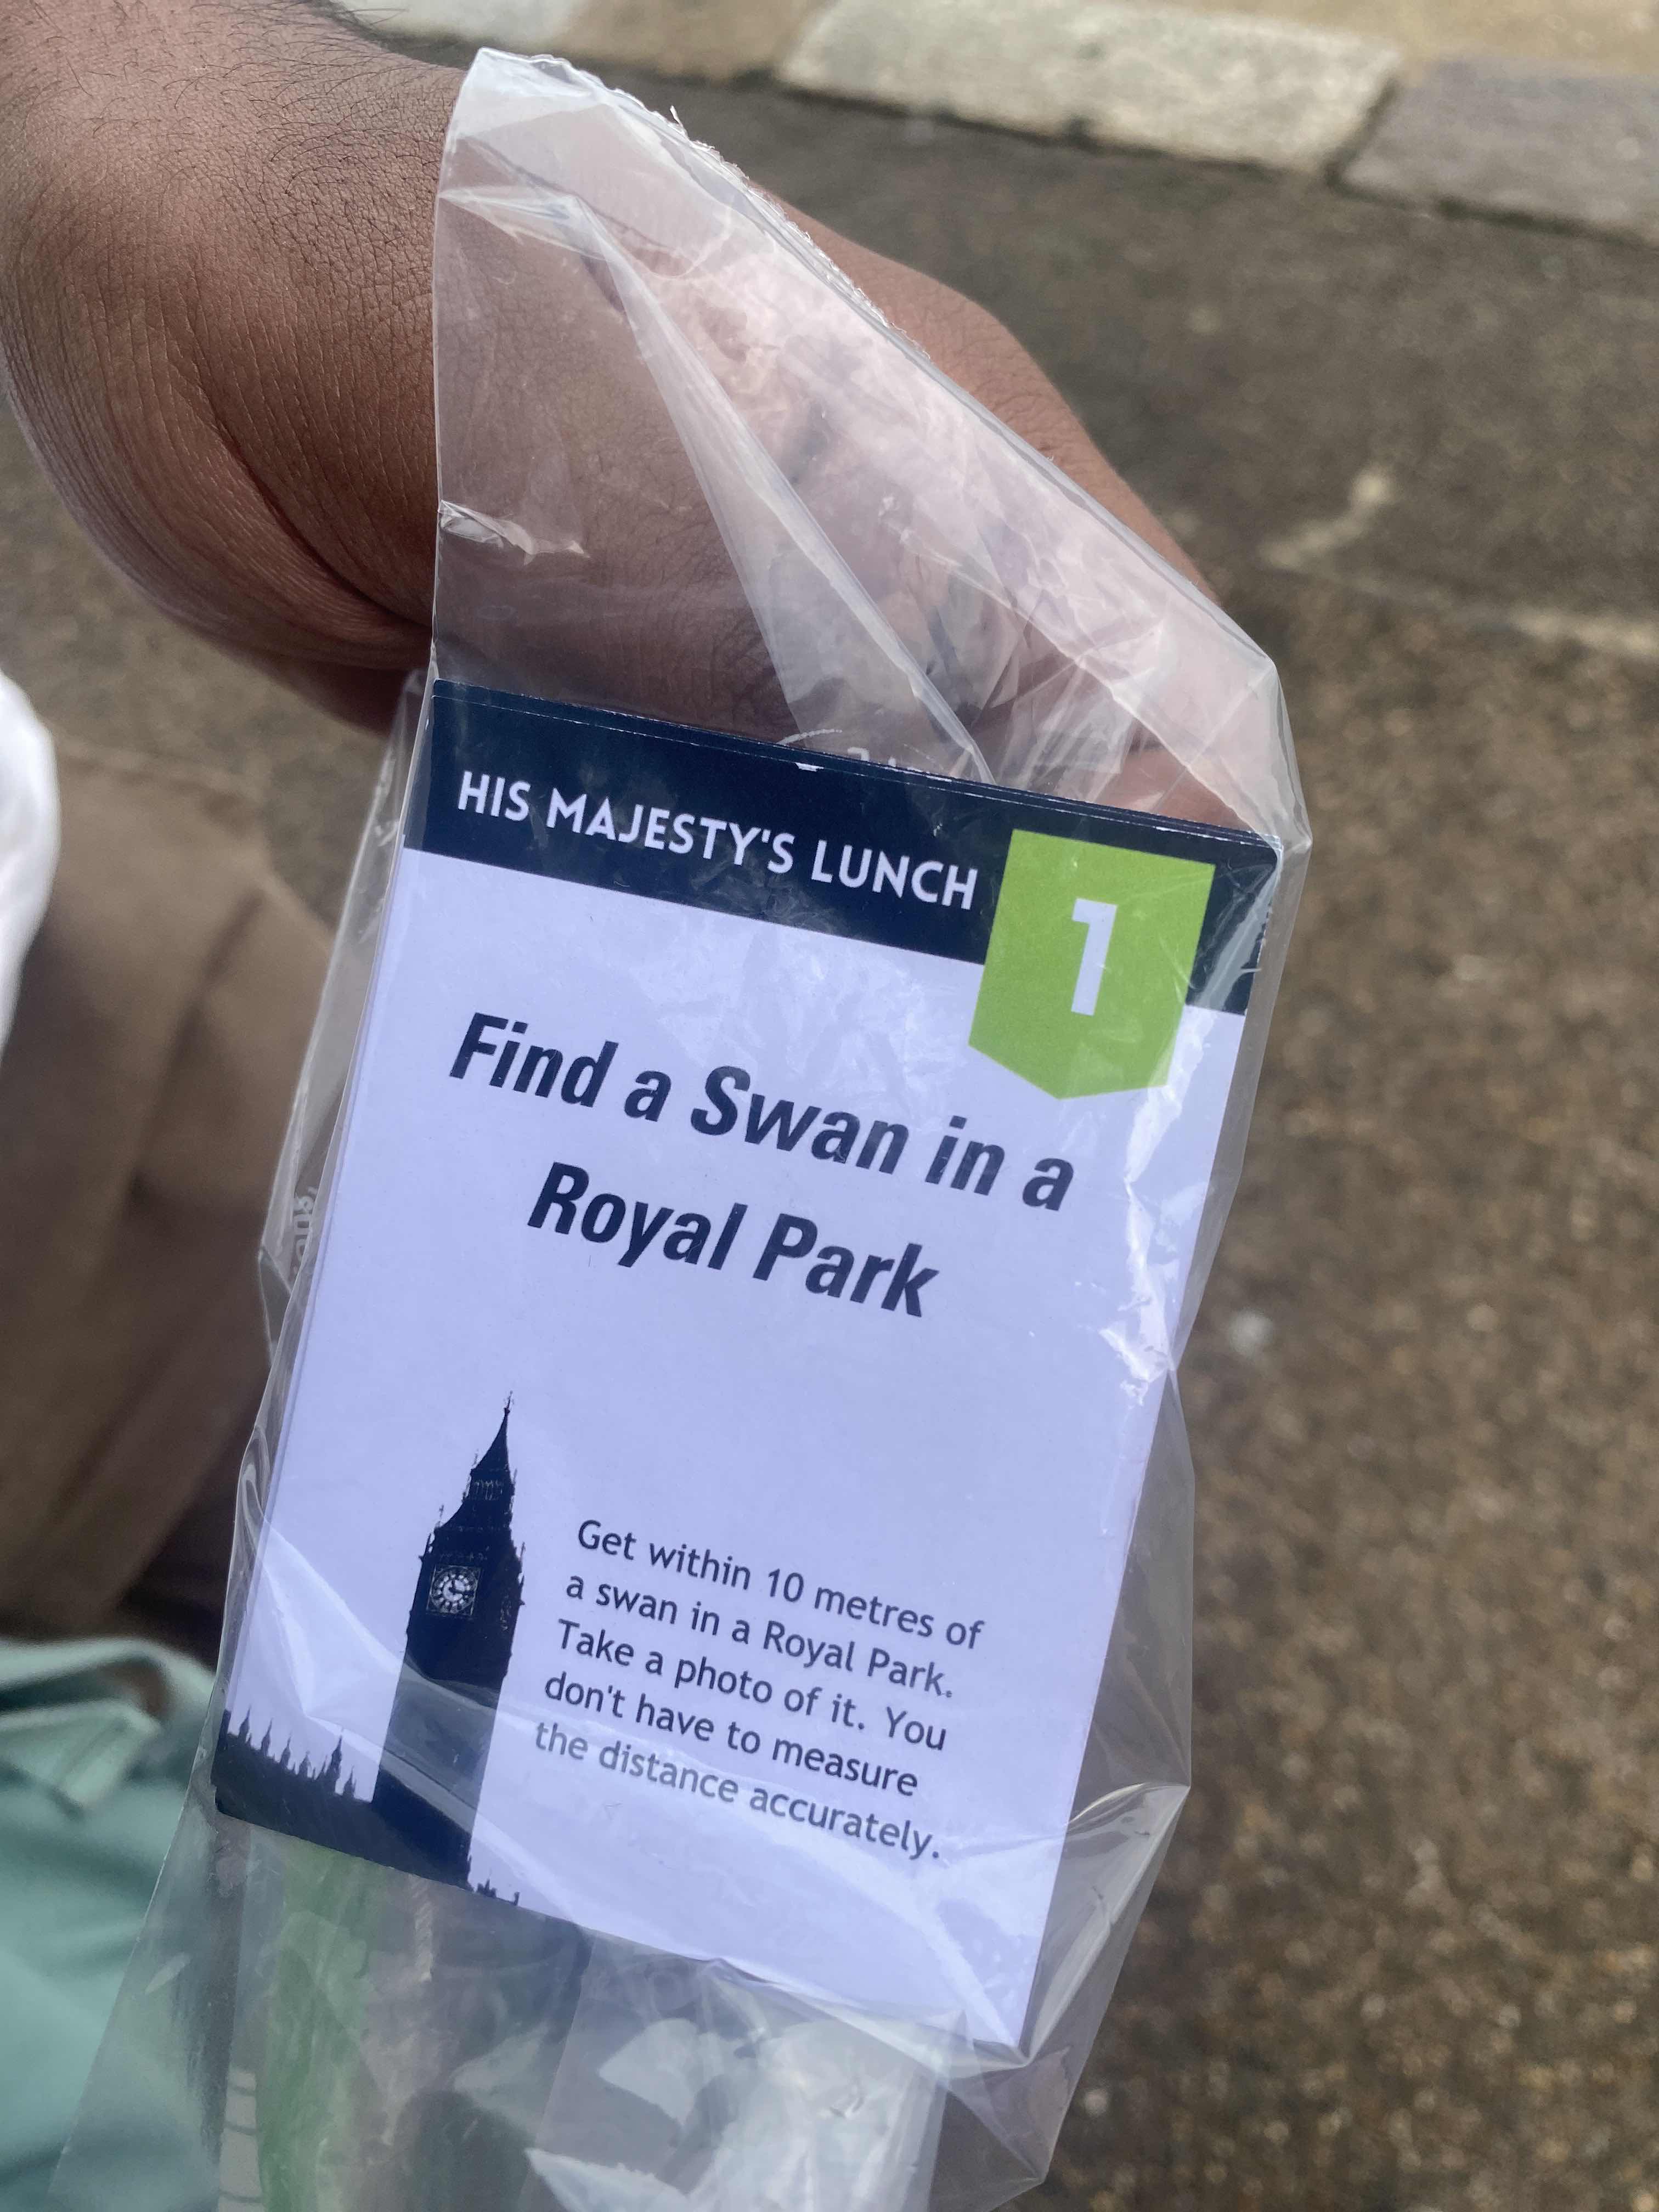 HIS MAJESTY'S LUNCH
1
Find a Swan in a
Royal Park
Get within 10 metres of
a swan in a Royal Park.
Take a photo of it. You
don't have to measure
the distance accurately.